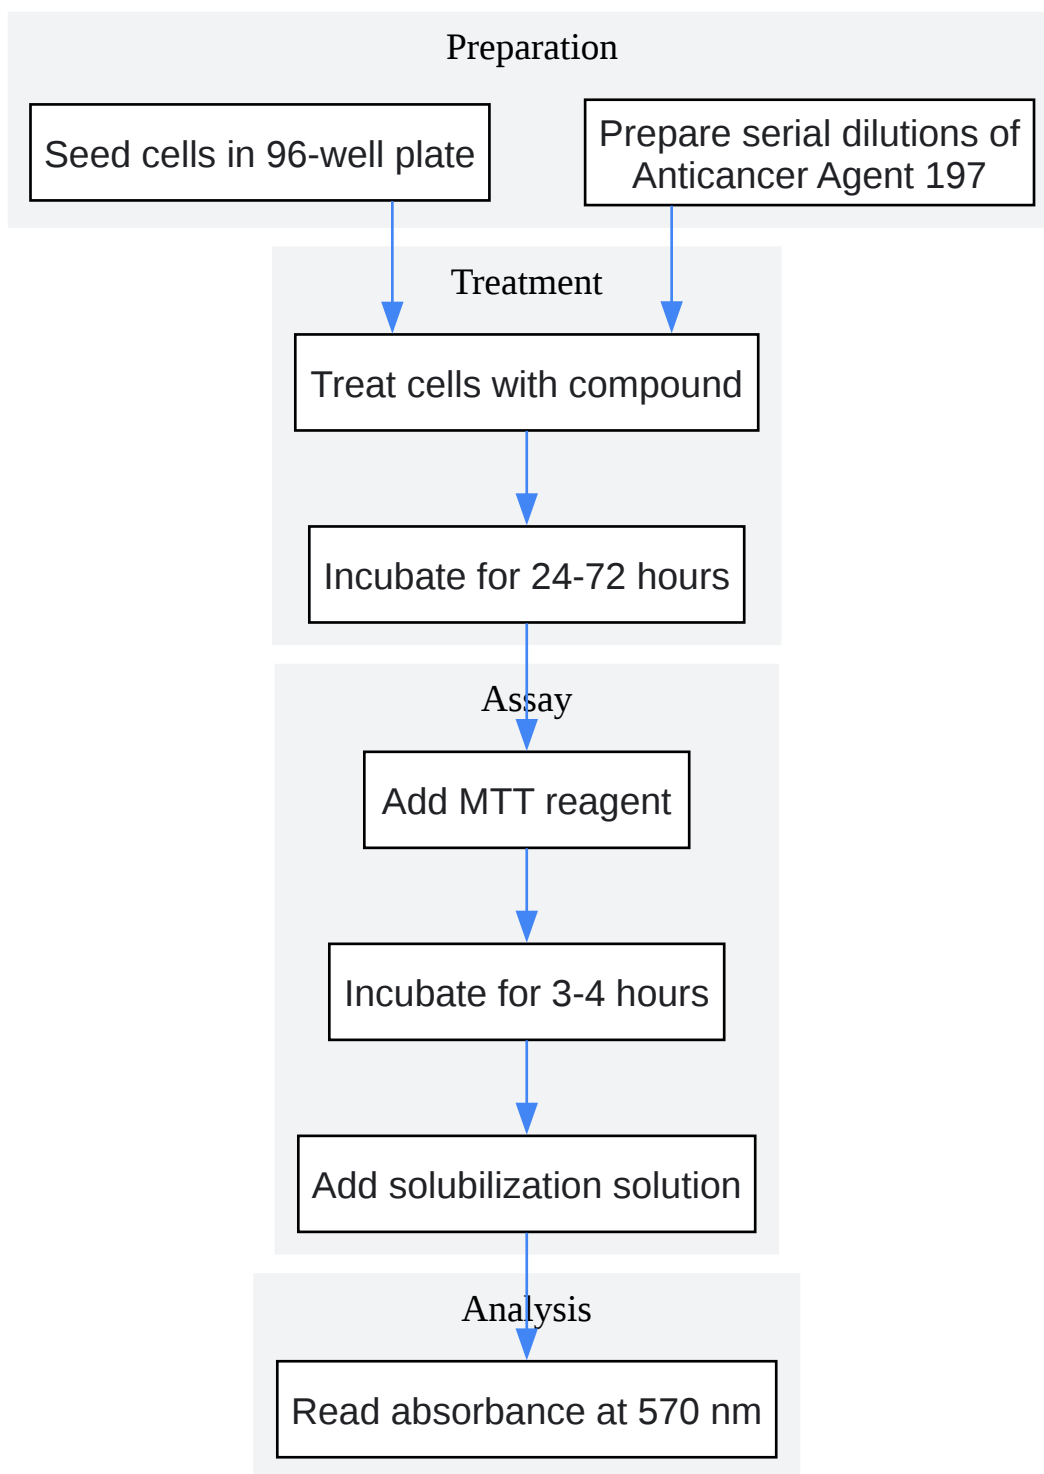 Preparation
Seed cells in 96-well plate
Prepare serial dilutions of
Anticancer Agent 197
Treatment
Treat cells with compound
Incubate for 24-72 hours
Assay
Add MTT reagent
Incubate for 3-4 hours
Add solubilization solution
Analysis
Read absorbance at 570 nm